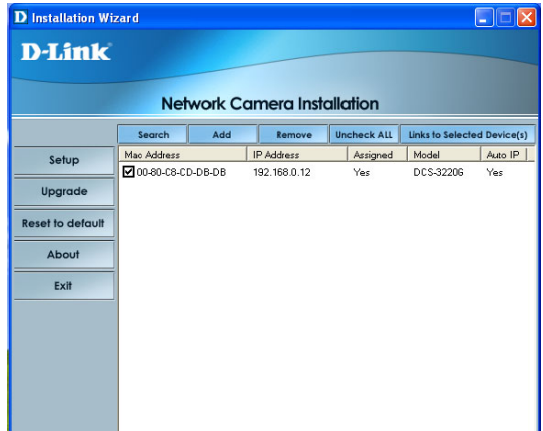 D Installation Wizard
D-Link
Network Camera Installation
Search Add Remove Uncheck ALL Links to Selected Device(s)
Mac Address IP Address Assigned Model Auto IP
00-80-C8-CD-DB-DB 192.168.0.12 Yes DCS-3220G Yes
Setup
Upgrade
Reset to default
About
Exit